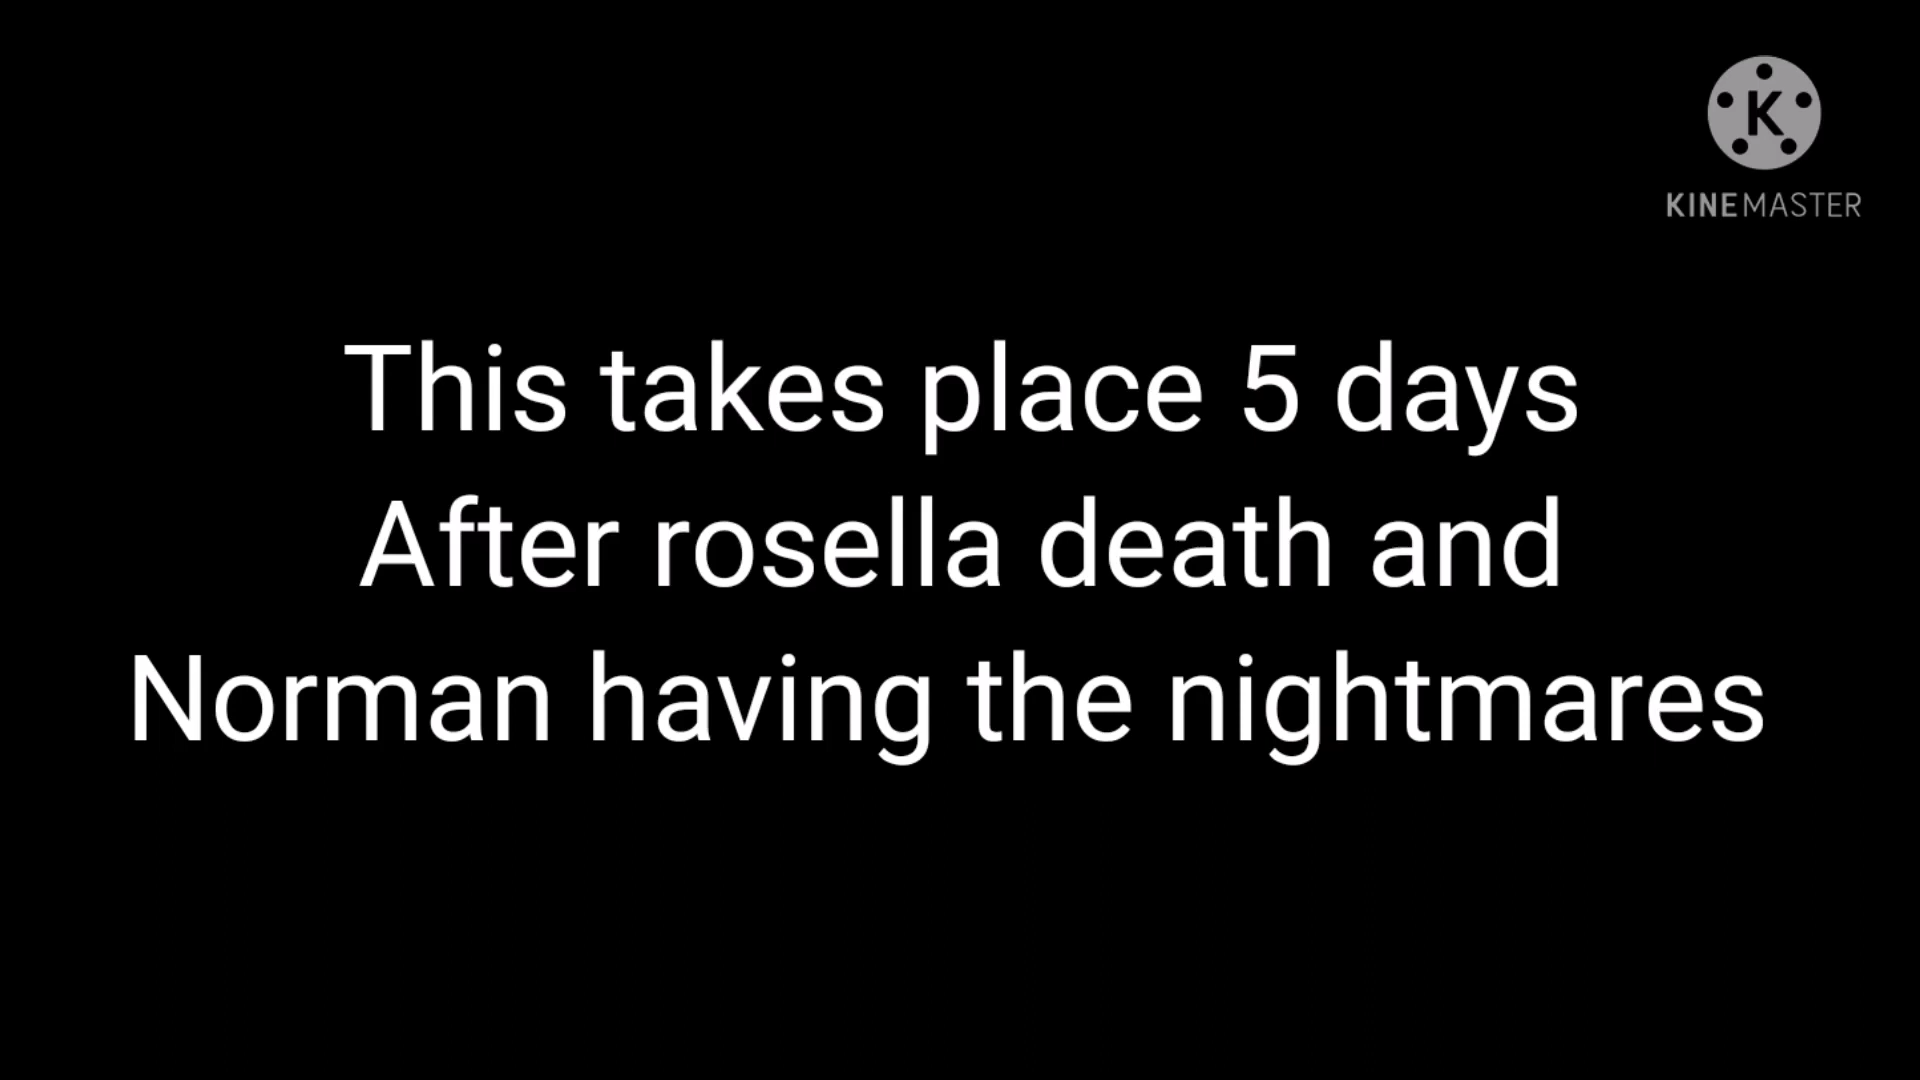 K
KINEMASTER
This takes place 5 days
After rosella death and
Norman having the nightmares